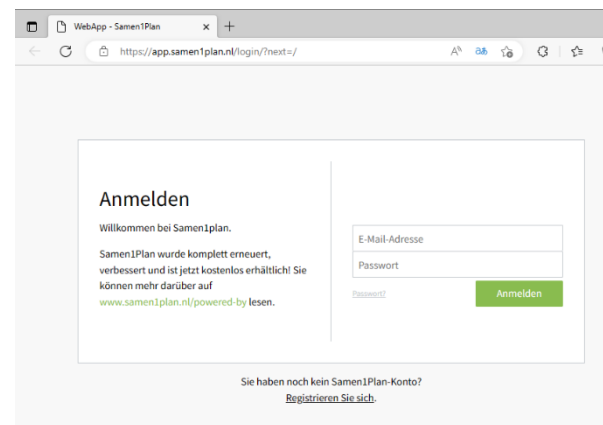 WebApp - Samen1Plan
https://app.samen1plan.nl/login/?next=/
Anmelden
Willkommen bei Samen1plan.
Samen1Plan wurde komplett erneuert,
verbessert und ist jetzt kostenlos erhältlich! Sie
können mehr darüber auf
www.samen1plan.nl/powered-by lesen.
E-Mail-Adresse
Passwort
Passwort?
Anmelden
Sie haben noch kein Samen1Plan-Konto?
Registrieren Sie sich.